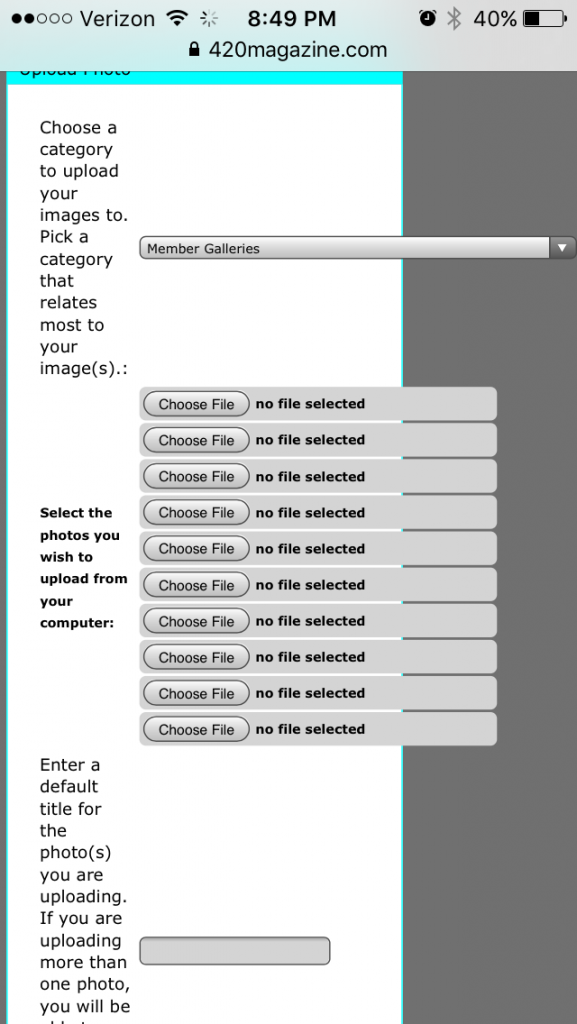 Verizon 8:49 PM 40%
420magazine.com
Upload Photo
Choose a
category
to upload
your
images to.
Pick a
category
that
relates
most to
your
image(s).:
Member Galleries
Select the
photos you
wish to
upload from
your
computer:
Choose File no file selected
Choose File no file selected
Choose File no file selected
Choose File no file selected
Choose File no file selected
Choose File no file selected
Choose File no file selected
Choose File no file selected
Choose File no file selected
Choose File no file selected
Enter a
default
title for
the
photo(s)
you are
uploading.
If you are
uploading
more than
one photo,
you will be